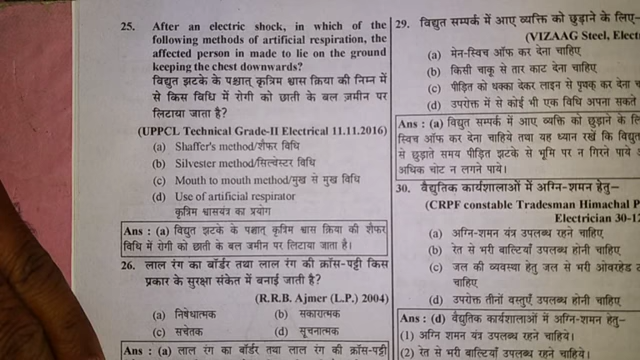 25. After an electric shock, in which of the
following methods of artificial respiration, the
affected person in made to lie on the ground
keeping the chest downwards?
विद्युत झटके के पश्चात् कृत्रिम श्वास क्रिया की निम्न में
से किस विधि में रोगी को छाती के बल ज़मीन पर
लिटाया जाता है?
(UPPCL Technical Grade-II Electrical 11.11.2016)
(a) Shaffer's method/शैफर विधि
(b) Silvester method/सिल्वेस्टर विधि
(c) Mouth to mouth method/मुख से मुख विधि
(d) Use of artificial respirator
कृत्रिम श्वासयंत्र का प्रयोग
Ans : (a) विद्युत झटके के पश्चात् कृत्रिम श्वास क्रिया की शैफर
विधि में रोगी को छाती के बल जमीन पर लिटाया जाता है।
26. लाल रंग का बॉर्डर तथा लाल रंग की क्रॉस-पट्टी किस
प्रकार के सुरक्षा संकेत में बनाई जाती है?
(R.R.B. Ajmer (L.P.) 2004)
(a) निषेधात्मक (b) सकारात्मक
(c) सचेतक (d) सूचनात्मक
Ans : (a) लाल रंग का बॉर्डर तथा लाल रंग की क्रॉस-पट्टी
29. विद्युत सम्पर्क में आए व्यक्ति को छुड़ाने के लिए-
(VIZAAG Steel, Elect
(a) मेन-स्विच ऑफ कर देना चाहिए
(b) किसी चाकू से तार काट देना चाहिए
(c) पीड़ित को धक्का देकर लाइन से पृथक् कर देना च
(d) उपरोक्त में से कोई भी एक विधि अपना सकते
Ans : (a) विद्युत सम्पर्क में आए व्यक्ति को छुड़ाने के लि
स्विच ऑफ कर देना चाहिए तथा यह ध्यान रखें कि विद्युत
से छुड़ाते समय पीड़ित झटके से भूमि पर न गिरने पाये
अधिक चोट न लगने पाये।
30. वैद्युतिक कार्यशालाओं में अग्नि-शमन हेतु–
(CRPF constable Tradesman Himachal P
Electrician 30-12
(a) अग्नि-शमन यंत्र उपलब्ध रहने चाहिए
(b) रेत से भरी बाल्टियाँ उपलब्ध होनी चाहिए
(c) जल की व्यवस्था हेतु जल से भरी ओवरहेड ट
चाहिए
(d) उपरोक्त तीनों वस्तुएँ उपलब्ध होनी चाहिए
Ans : (d) वैद्युतिक कार्यशालाओं में अग्नि-शमन हेतु-
(1) अग्नि शमन यंत्र उपलब्ध रहने चाहिये।
(2) रेत से भरी बाल्टियाँ उपलब्ध रहने चाहिये।